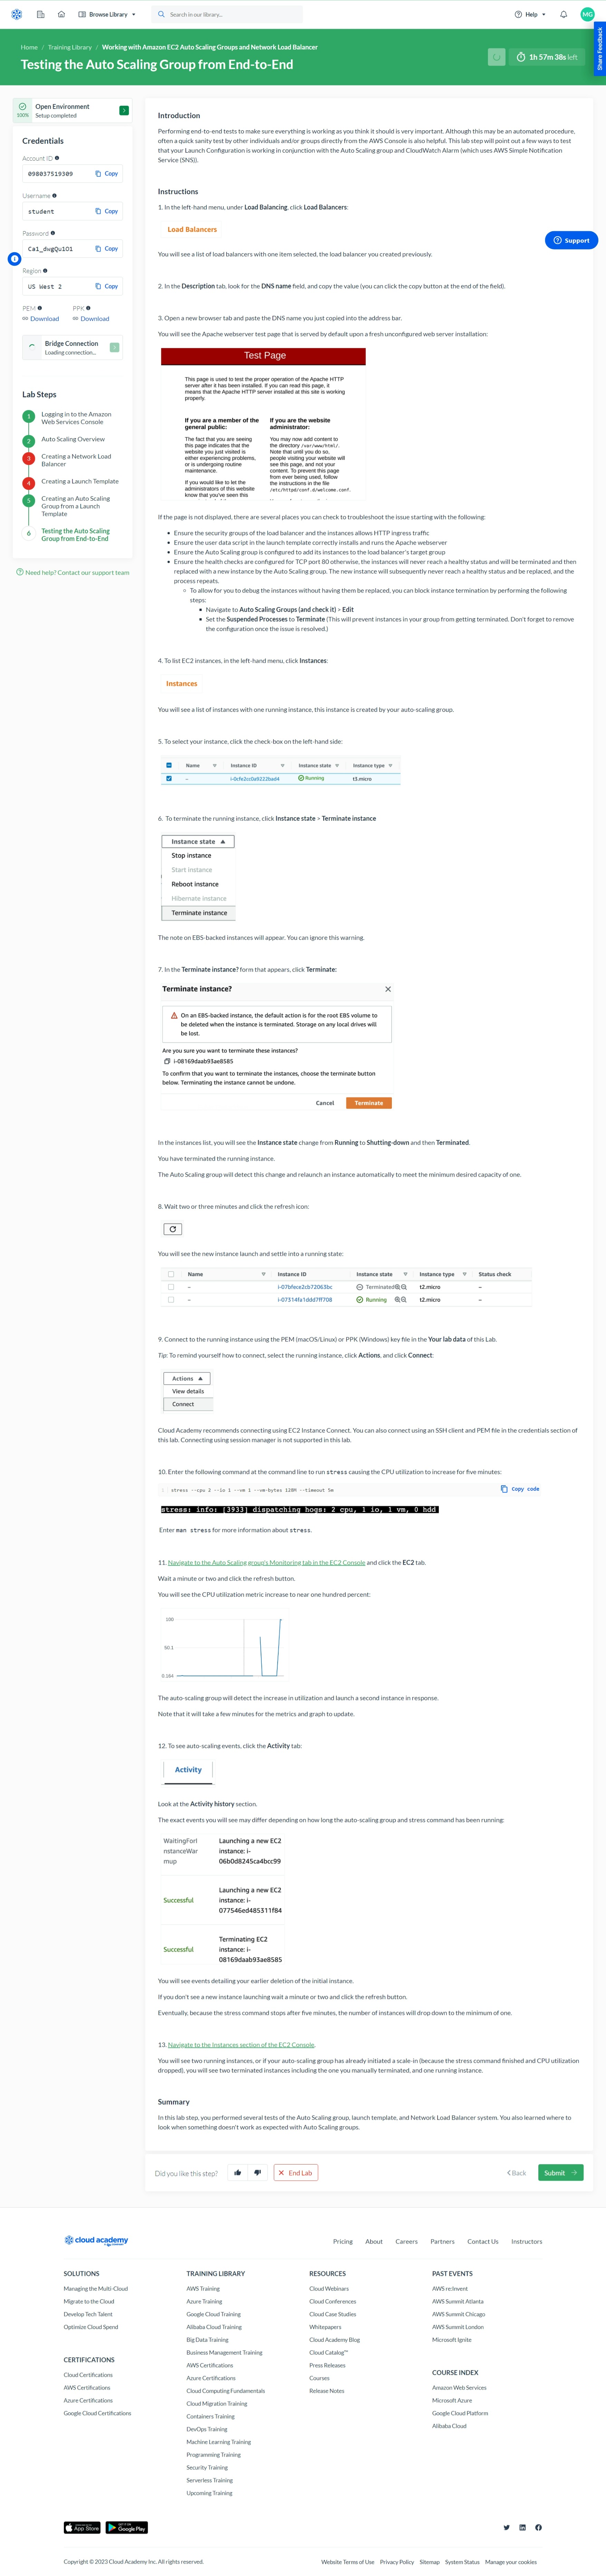 Browse Library
Search in our library...
Help
MG
Share Feedback
Home / Training Library / Working with Amazon EC2 Auto Scaling Groups and Network Load Balancer
Testing the Auto Scaling Group from End-to-End
1h 57m 38s left
100%
Open Environment
Setup completed
Credentials
Account ID
098037519309
Copy
Username
student
Copy
Password
Ca1_dwgQu1O1
Copy
Region
US West 2
Copy
PEM
Download
PPK
Download
Bridge Connection
Loading connection...
Lab Steps
1
Logging in to the Amazon
Web Services Console
2
Auto Scaling Overview
3
Creating a Network Load
Balancer
4
Creating a Launch Template
5
Creating an Auto Scaling
Group from a Launch
Template
6
Testing the Auto Scaling
Group from End-to-End
Need help? Contact our support team
Support
Introduction
Performing end-to-end tests to make sure everything is working as you think it should is very important. Although this may be an automated procedure,
often a quick sanity test by other individuals and/or groups directly from the AWS Console is also helpful. This lab step will point out a few ways to test
that your Launch Configuration is working in conjunction with the Auto Scaling group and CloudWatch Alarm (which uses AWS Simple Notification
Service (SNS)).
Instructions
1. In the left-hand menu, under Load Balancing, click Load Balancers:
Load Balancers
You will see a list of load balancers with one item selected, the load balancer you created previously.
2. In the Description tab, look for the DNS name field, and copy the value (you can click the copy button at the end of the field).
3. Open a new browser tab and paste the DNS name you just copied into the address bar.
You will see the Apache webserver test page that is served by default upon a fresh unconfigured web server installation:
Test Page
This page is used to test the proper operation of the Apache HTTP
server after it has been installed. If you can read this page, it
means that the Apache HTTP server installed at this site is working
properly.
If you are a member of the
general public:
The fact that you are seeing
this page indicates that the
website you just visited is
either experiencing problems,
or is undergoing routine
maintenance.
If you would like to let the
administrators of this website
know that you've seen this
If you are the website
administrator:
You may now add content to
the directory /var/www/html/.
Note that until you do so,
people visiting your website
will see this page, and not your
content. To prevent this page
from ever being used, follow
the instructions in the file
/etc/httpd/conf.d/welcome.conf.
If the page is not displayed, there are several places you can check to troubleshoot the issue starting with the following:
Ensure the security groups of the load balancer and the instances allows HTTP ingress traffic
Ensure the user data script in the launch template correctly installs and runs the Apache webserver
Ensure the Auto Scaling group is configured to add its instances to the load balancer's target group
Ensure the health checks are configured for TCP port 80 otherwise, the instances will never reach a healthy status and will be terminated and then
replaced with a new instance by the Auto Scaling group. The new instance will subsequently never reach a healthy status and be replaced, and the
process repeats.
To allow for you to debug the instances without having them be replaced, you can block instance termination by performing the following
steps:
Navigate to Auto Scaling Groups (and check it) > Edit
Set the Suspended Processes to Terminate (This will prevent instances in your group from getting terminated. Don't forget to remove
the configuration once the issue is resolved.)
4. To list EC2 instances, in the left-hand menu, click Instances:
Instances
You will see a list of instances with one running instance, this instance is created by your auto-scaling group.
5. To select your instance, click the check-box on the left-hand side:
Name Instance ID Instance state Instance type
– i-0cfe2cc0a9222bad4 Running t3.micro
6. To terminate the running instance, click Instance state > Terminate instance
Instance state
Stop instance
Start instance
Reboot instance
Hibernate instance
Terminate instance
The note on EBS-backed instances will appear. You can ignore this warning.
7. In the Terminate instance? form that appears, click Terminate:
Terminate instance?
On an EBS-backed instance, the default action is for the root EBS volume to
be deleted when the instance is terminated. Storage on any local drives will
be lost.
Are you sure you want to terminate these instances?
i-08169daab93ae8585
To confirm that you want to terminate the instances, choose the terminate button
below. Terminating the instance cannot be undone.
Cancel Terminate
In the instances list, you will see the Instance state change from Running to Shutting-down and then Terminated.
You have terminated the running instance.
The Auto Scaling group will detect this change and relaunch an instance automatically to meet the minimum desired capacity of one.
8. Wait two or three minutes and click the refresh icon:
You will see the new instance launch and settle into a running state:
Name Instance ID Instance state Instance type Status check
– i-07bfece2cb72063bc Terminated t2.micro –
– i-07314fa1ddd7ff708 Running t2.micro –
9. Connect to the running instance using the PEM (macOS/Linux) or PPK (Windows) key file in the Your lab data of this Lab.
Tip: To remind yourself how to connect, select the running instance, click Actions, and click Connect:
Actions
View details
Connect
Cloud Academy recommends connecting using EC2 Instance Connect. You can also connect using an SSH client and PEM file in the credentials section of
this lab. Connecting using session manager is not supported in this lab.
10. Enter the following command at the command line to run stress causing the CPU utilization to increase for five minutes:
1 stress --cpu 2 --io 1 --vm 1 --vm-bytes 128M --timeout 5m
Copy code
stress: info: [3933] dispatching hogs: 2 cpu, 1 io, 1 vm, 0 hdd
Enter man stress for more information about stress.
11. Navigate to the Auto Scaling group's Monitoring tab in the EC2 Console and click the EC2 tab.
Wait a minute or two and click the refresh button.
You will see the CPU utilization metric increase to near one hundred percent:
100
50.1
0.164
The auto-scaling group will detect the increase in utilization and launch a second instance in response.
Note that it will take a few minutes for the metrics and graph to update.
12. To see auto-scaling events, click the Activity tab:
Activity
Look at the Activity history section.
The exact events you will see may differ depending on how long the auto-scaling group and stress command has been running:
WaitingForI
nstanceWar
mup
Launching a new EC2
instance: i-
06b0d8245ca4bcc99
Successful
Launching a new EC2
instance: i-
077546ed485311f84
Successful
Terminating EC2
instance: i-
08169daab93ae8585
You will see events detailing your earlier deletion of the initial instance.
If you don't see a new instance launching wait a minute or two and click the refresh button.
Eventually, because the stress command stops after five minutes, the number of instances will drop down to the minimum of one.
13. Navigate to the Instances section of the EC2 Console.
You will see two running instances, or if your auto-scaling group has already initiated a scale-in (because the stress command finished and CPU utilization
dropped), you will see two terminated instances including the one you manually terminated, and one running instance.
Summary
In this lab step, you performed several tests of the Auto Scaling group, launch template, and Network Load Balancer system. You also learned where to
look when something doesn't work as expected with Auto Scaling groups.
Did you like this step?
End Lab
Back
Submit
cloud academy
Pricing About Careers Partners Contact Us Instructors
SOLUTIONS
Managing the Multi-Cloud
Migrate to the Cloud
Develop Tech Talent
Optimize Cloud Spend
CERTIFICATIONS
Cloud Certifications
AWS Certifications
Azure Certifications
Google Cloud Certifications
TRAINING LIBRARY
AWS Training
Azure Training
Google Cloud Training
Alibaba Cloud Training
Big Data Training
Business Management Training
AWS Certifications
Azure Certifications
Cloud Computing Fundamentals
Cloud Migration Training
Containers Training
DevOps Training
Machine Learning Training
Programming Training
Security Training
Serverless Training
Upcoming Training
RESOURCES
Cloud Webinars
Cloud Conferences
Cloud Case Studies
Whitepapers
Cloud Academy Blog
Cloud Catalog™
Press Releases
Courses
Release Notes
PAST EVENTS
AWS re:Invent
AWS Summit Atlanta
AWS Summit Chicago
AWS Summit London
Microsoft Ignite
COURSE INDEX
Amazon Web Services
Microsoft Azure
Google Cloud Platform
Alibaba Cloud
App Store
Google Play
Copyright © 2023 Cloud Academy Inc. All rights reserved.
Website Terms of Use Privacy Policy Sitemap System Status Manage your cookies